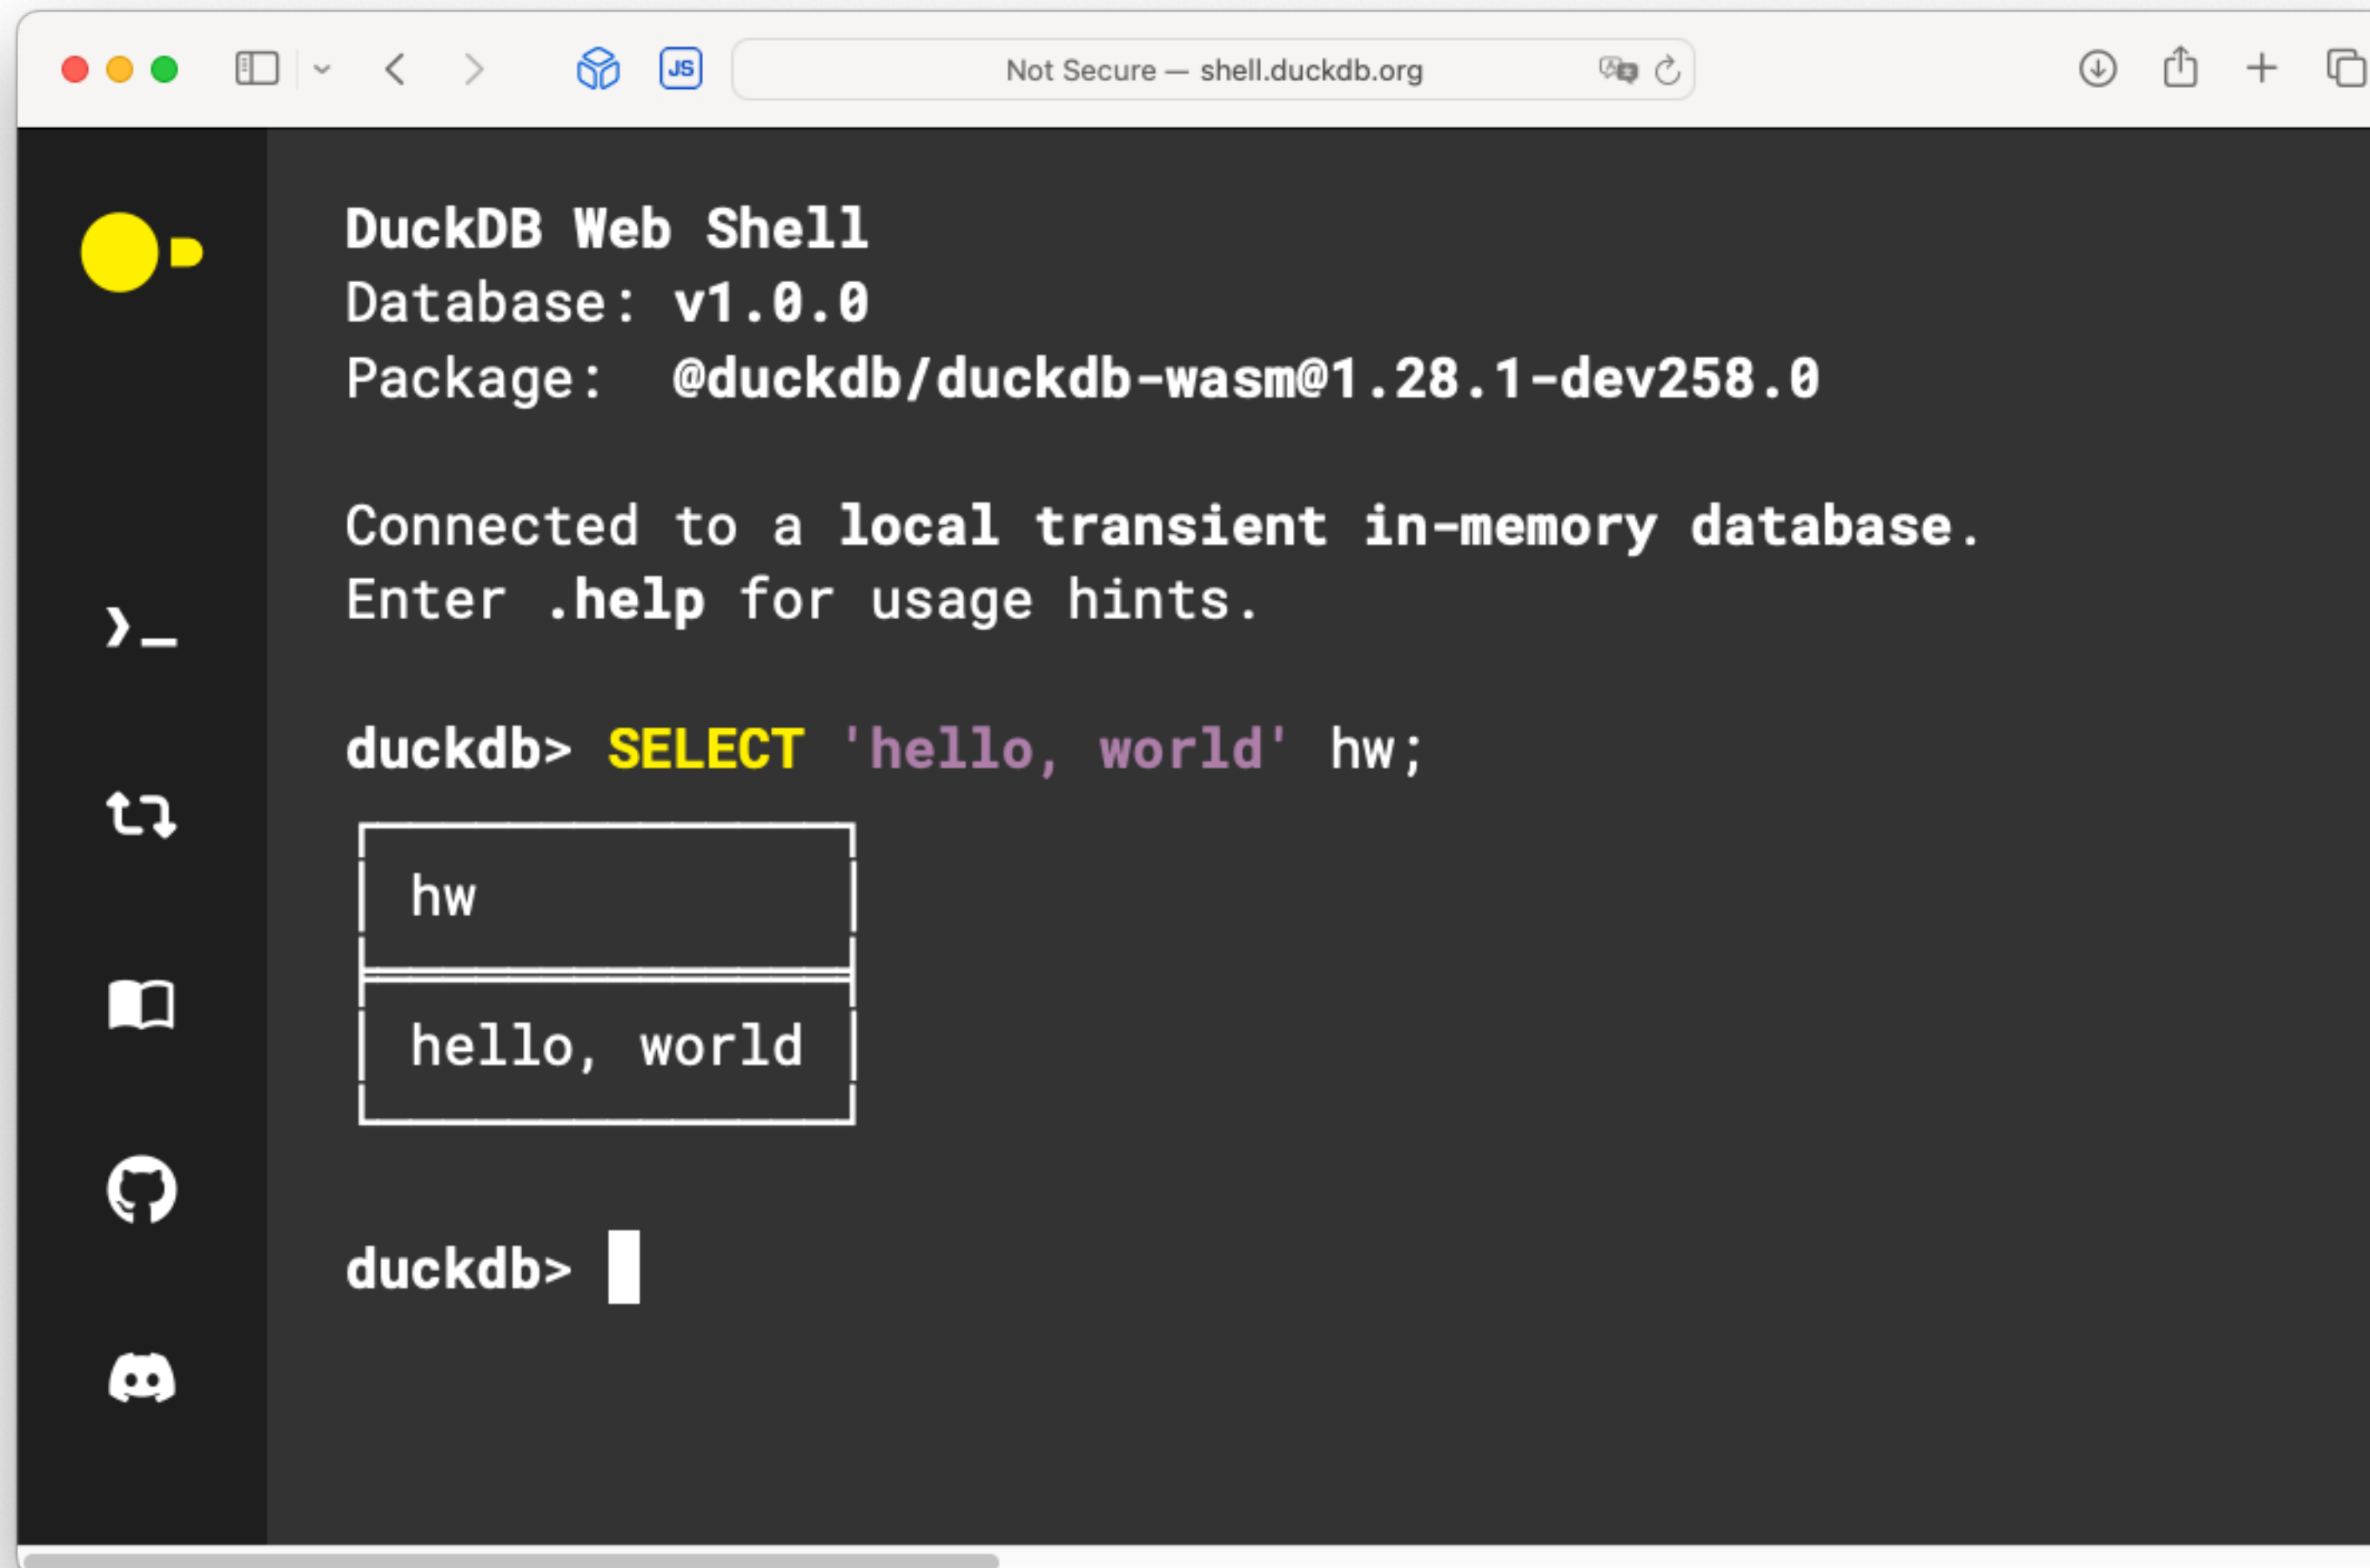 JS
Not Secure — shell.duckdb.org
DuckDB Web Shell
Database: v1.0.0
Package:  @duckdb/duckdb-wasm@1.28.1-dev258.0
Connected to a local transient in-memory database.
Enter .help for usage hints.
duckdb> SELECT 'hello, world' hw;
hw
hello, world
duckdb>